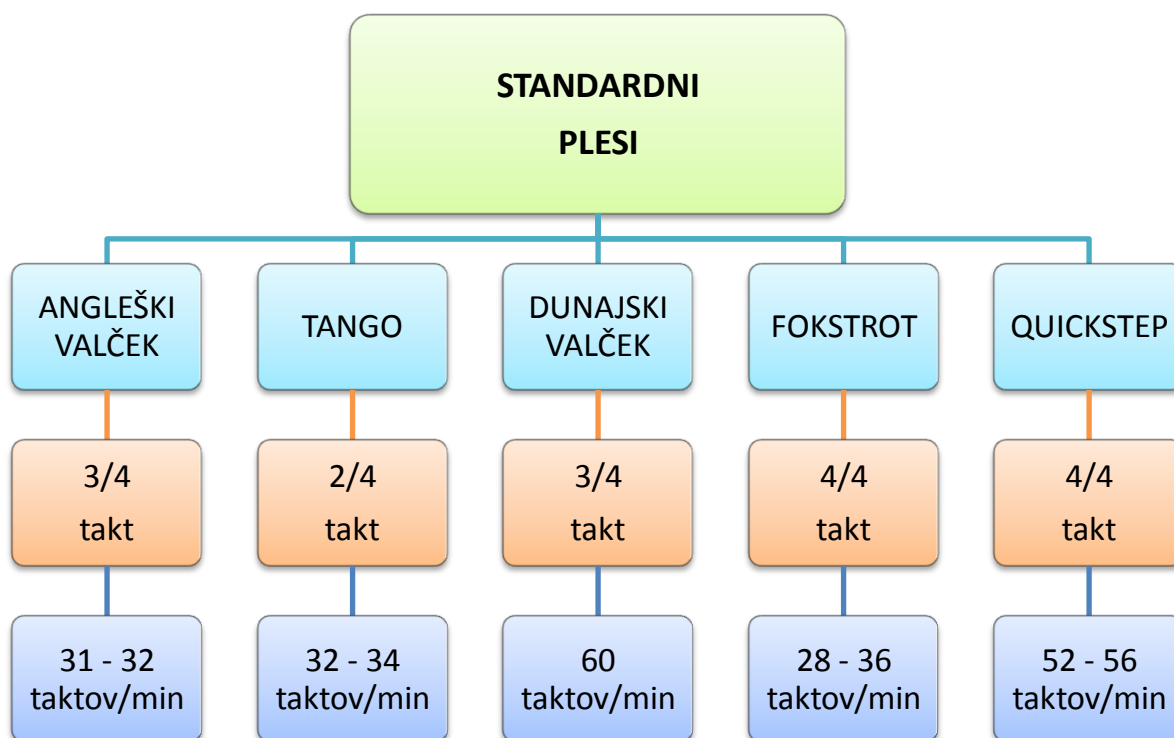 STANDARDNI
PLESI
ANGLEŠKI
VALČEK
TANGO
DUNAJSKI
VALČEK
FOKSTROT
QUICKSTEP
3/4
takt
2/4
takt
3/4
takt
4/4
takt
4/4
takt
31 - 32
taktov/min
32 - 34
taktov/min
60
taktov/min
28 - 36
taktov/min
52 - 56
taktov/min